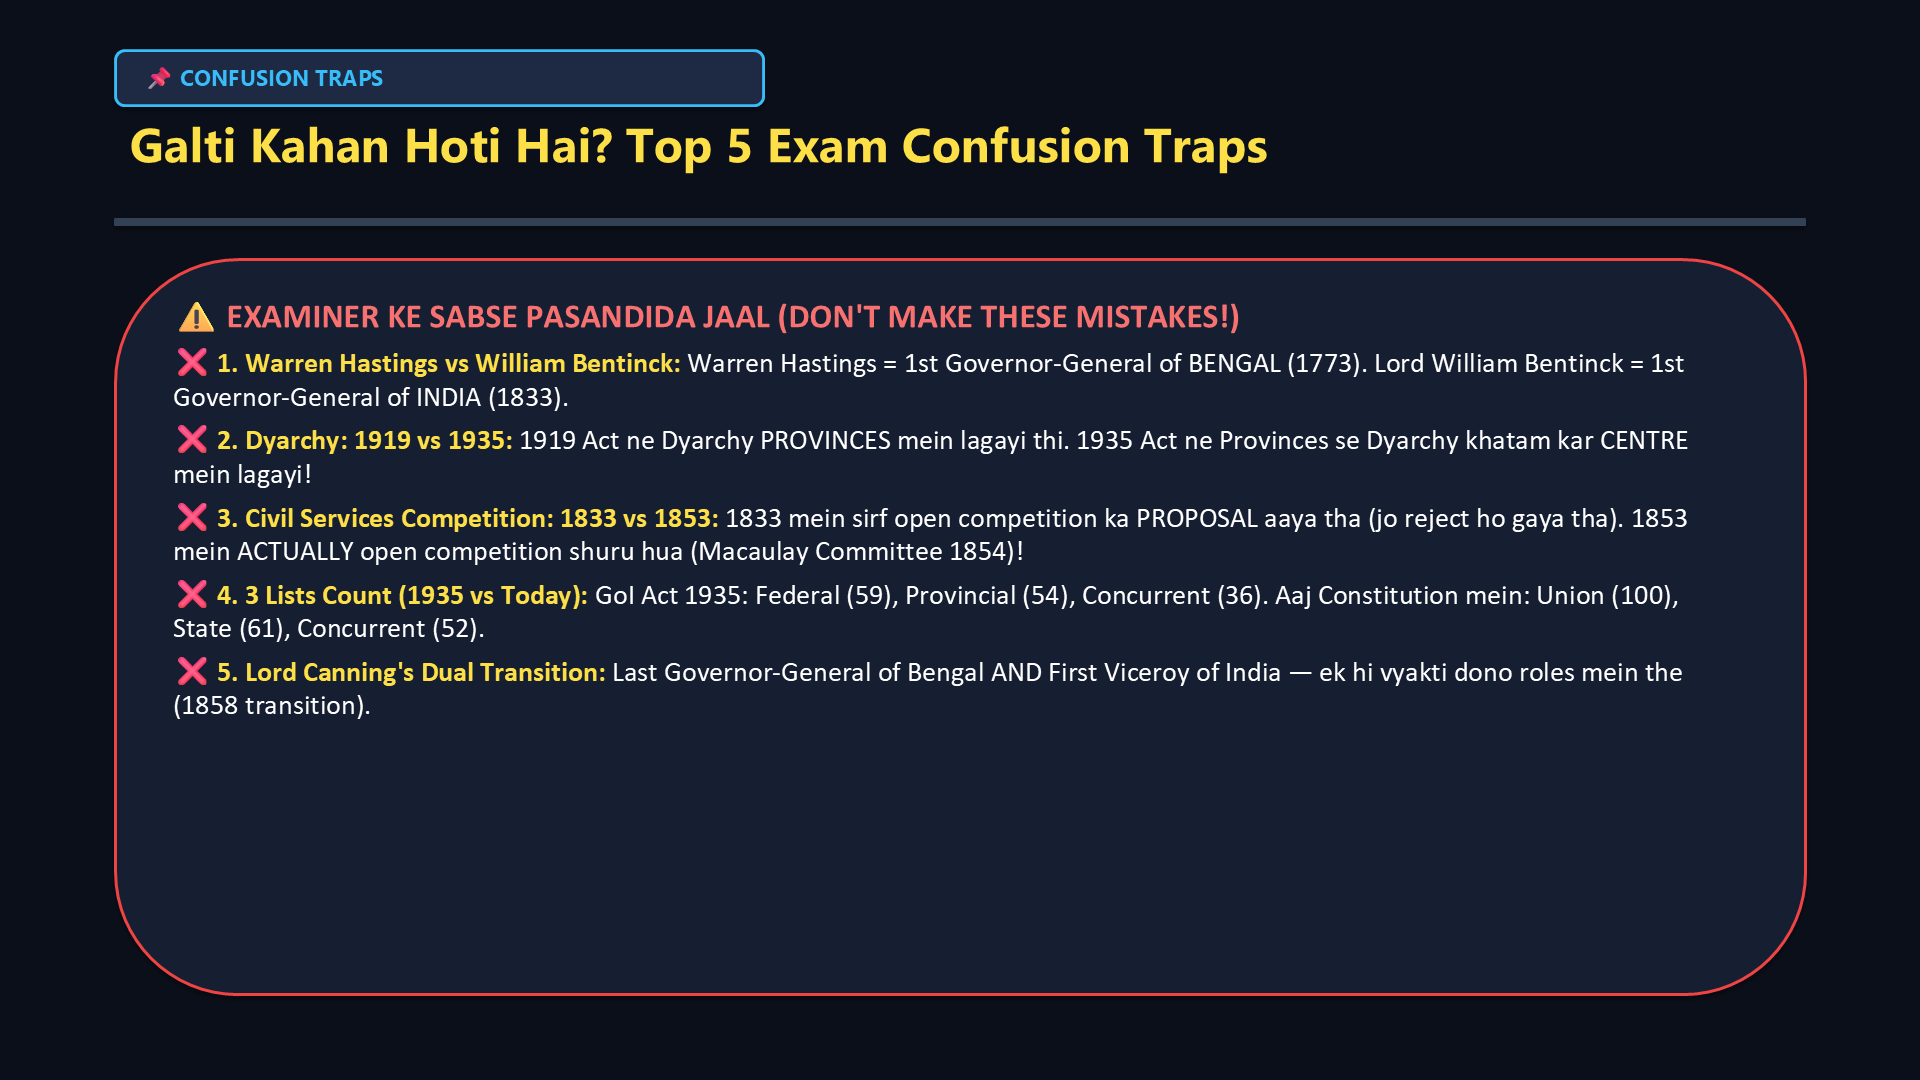 📌 CONFUSION TRAPS
Galti Kahan Hoti Hai? Top 5 Exam Confusion Traps
⚠️ EXAMINER KE SABSE PASANDIDA JAAL (DON'T MAKE THESE MISTAKES!)
❌ 1. Warren Hastings vs William Bentinck: Warren Hastings = 1st Governor-General of BENGAL (1773). Lord William Bentinck = 1st
Governor-General of INDIA (1833).
❌ 2. Dyarchy: 1919 vs 1935: 1919 Act ne Dyarchy PROVINCES mein lagayi thi. 1935 Act ne Provinces se Dyarchy khatam kar CENTRE
mein lagayi!
❌ 3. Civil Services Competition: 1833 vs 1853: 1833 mein sirf open competition ka PROPOSAL aaya tha (jo reject ho gaya tha). 1853
mein ACTUALLY open competition shuru hua (Macaulay Committee 1854)!
❌ 4. 3 Lists Count (1935 vs Today): GoI Act 1935: Federal (59), Provincial (54), Concurrent (36). Aaj Constitution mein: Union (100),
State (61), Concurrent (52).
❌ 5. Lord Canning's Dual Transition: Last Governor-General of Bengal AND First Viceroy of India — ek hi vyakti dono roles mein the
(1858 transition).